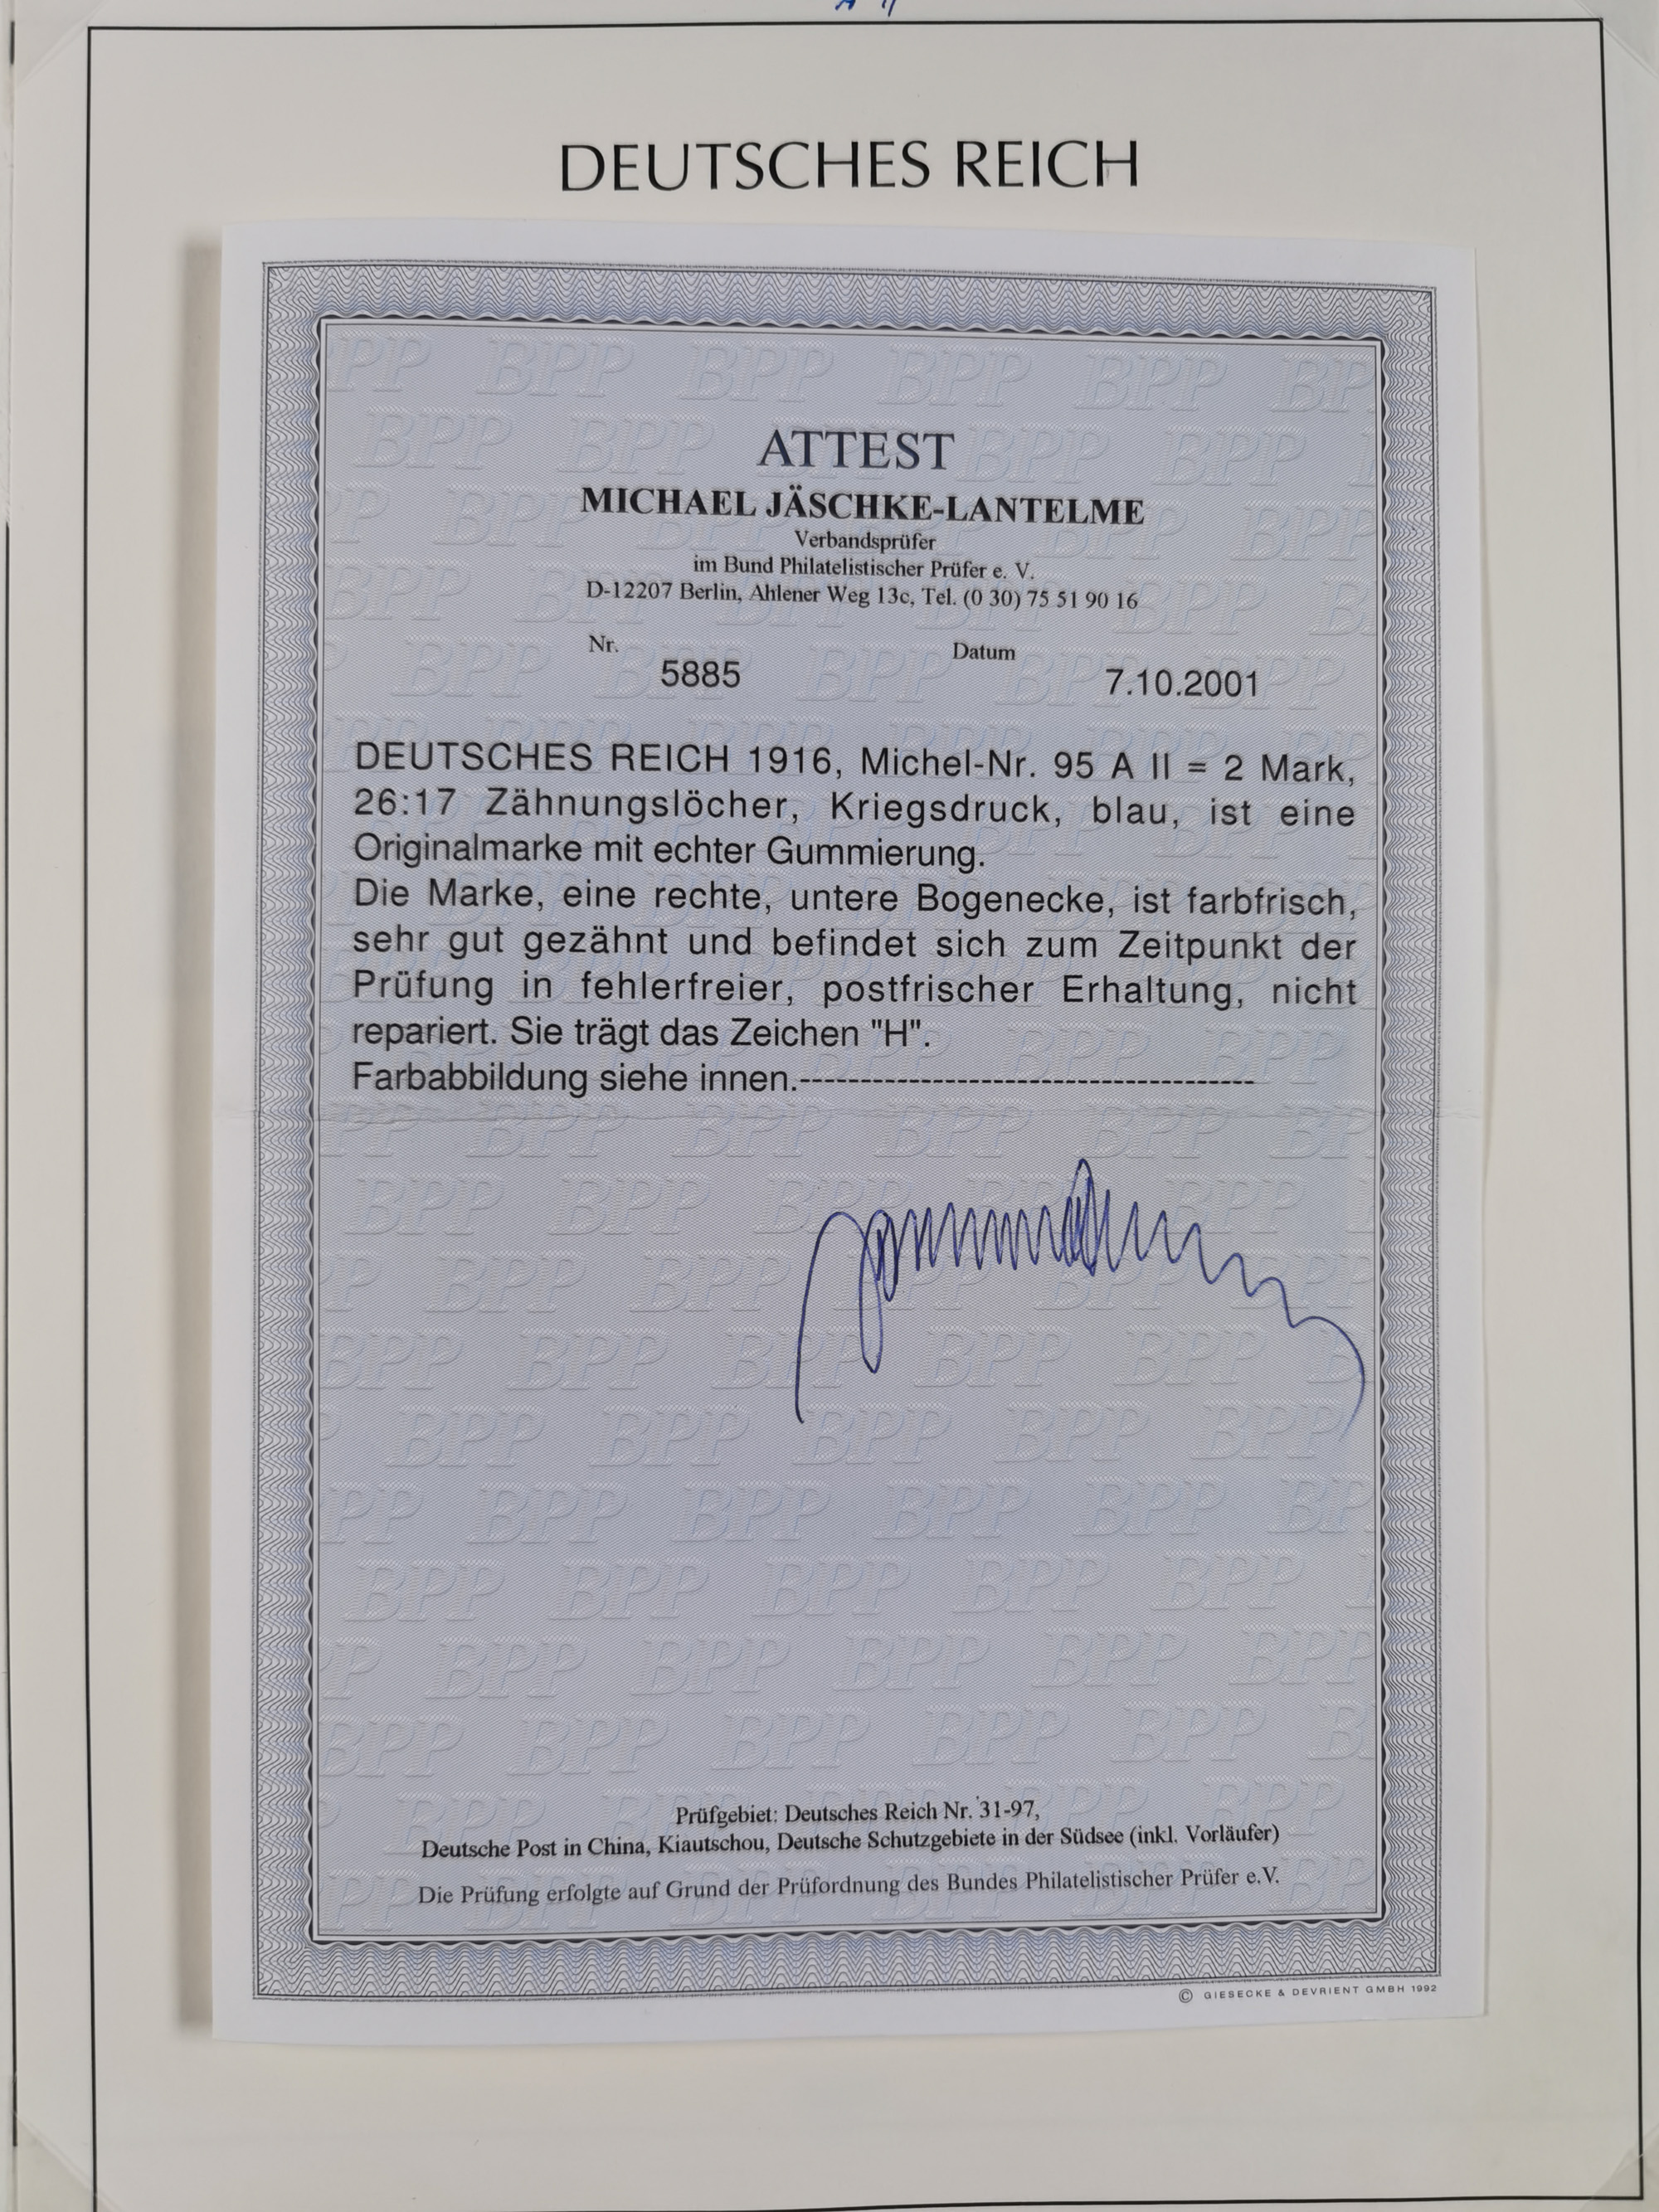 DEUTSCHES REICH
ATTEST
MICHAEL JÄSCHKE-LANTELME
Verbandsprüfer
im Bund Philatelistischer Prüfer e. V.
D-12207 Berlin, Ahlener Weg 13c, Tel. (0 30) 75 51 90 16
Nr. Datum
5885 7.10.2001
DEUTSCHES REICH 1916, Michel-Nr. 95 A II = 2 Mark,
26:17 Zähnungslöcher, Kriegsdruck, blau, ist eine
Originalmarke mit echter Gummierung.
Die Marke, eine rechte, untere Bogenecke, ist farbfrisch,
sehr gut gezähnt und befindet sich zum Zeitpunkt der
Prüfung in fehlerfreier, postfrischer Erhaltung, nicht
repariert. Sie trägt das Zeichen "H".
Farbabbildung siehe innen.-------------------------------------
Prüfgebiet: Deutsches Reich Nr. 31-97,
Deutsche Post in China, Kiautschou, Deutsche Schutzgebiete in der Südsee (inkl. Vorläufer)
Die Prüfung erfolgte auf Grund der Prüfordnung des Bundes Philatelistischer Prüfer e.V.
© GIESECKE & DEVRIENT GMBH 1992